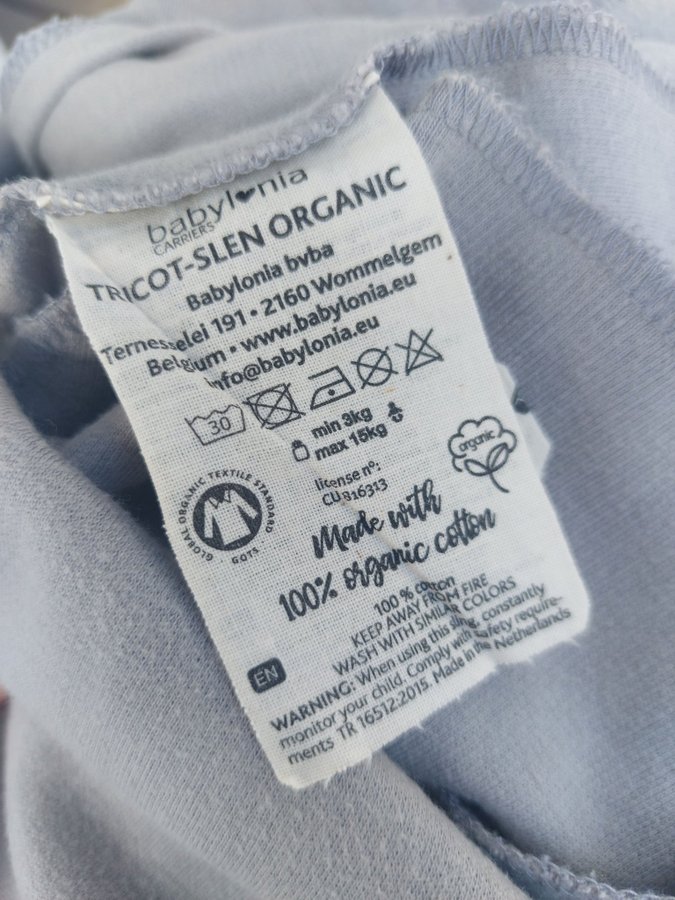 babylonia
CARRIERS
TRICOT-SLEN ORGANIC
Babylonia bvba
Ternesselei 191 • 2160 Wommelgem
Belgium • www.babylonia.eu
info@babylonia.eu
30
min 3kg
max 15kg
license n°:
CU 816313
GLOBAL ORGANIC TEXTILE STANDARD · GOTS ·
organic
Made with
100% organic cotton
100 % cotton
KEEP AWAY FROM FIRE
WASH WITH SIMILAR COLORS
EN
WARNING: When using this sling, constantly
monitor your child. Comply with safety require-
ments TR 16512:2015. Made in the Netherlands